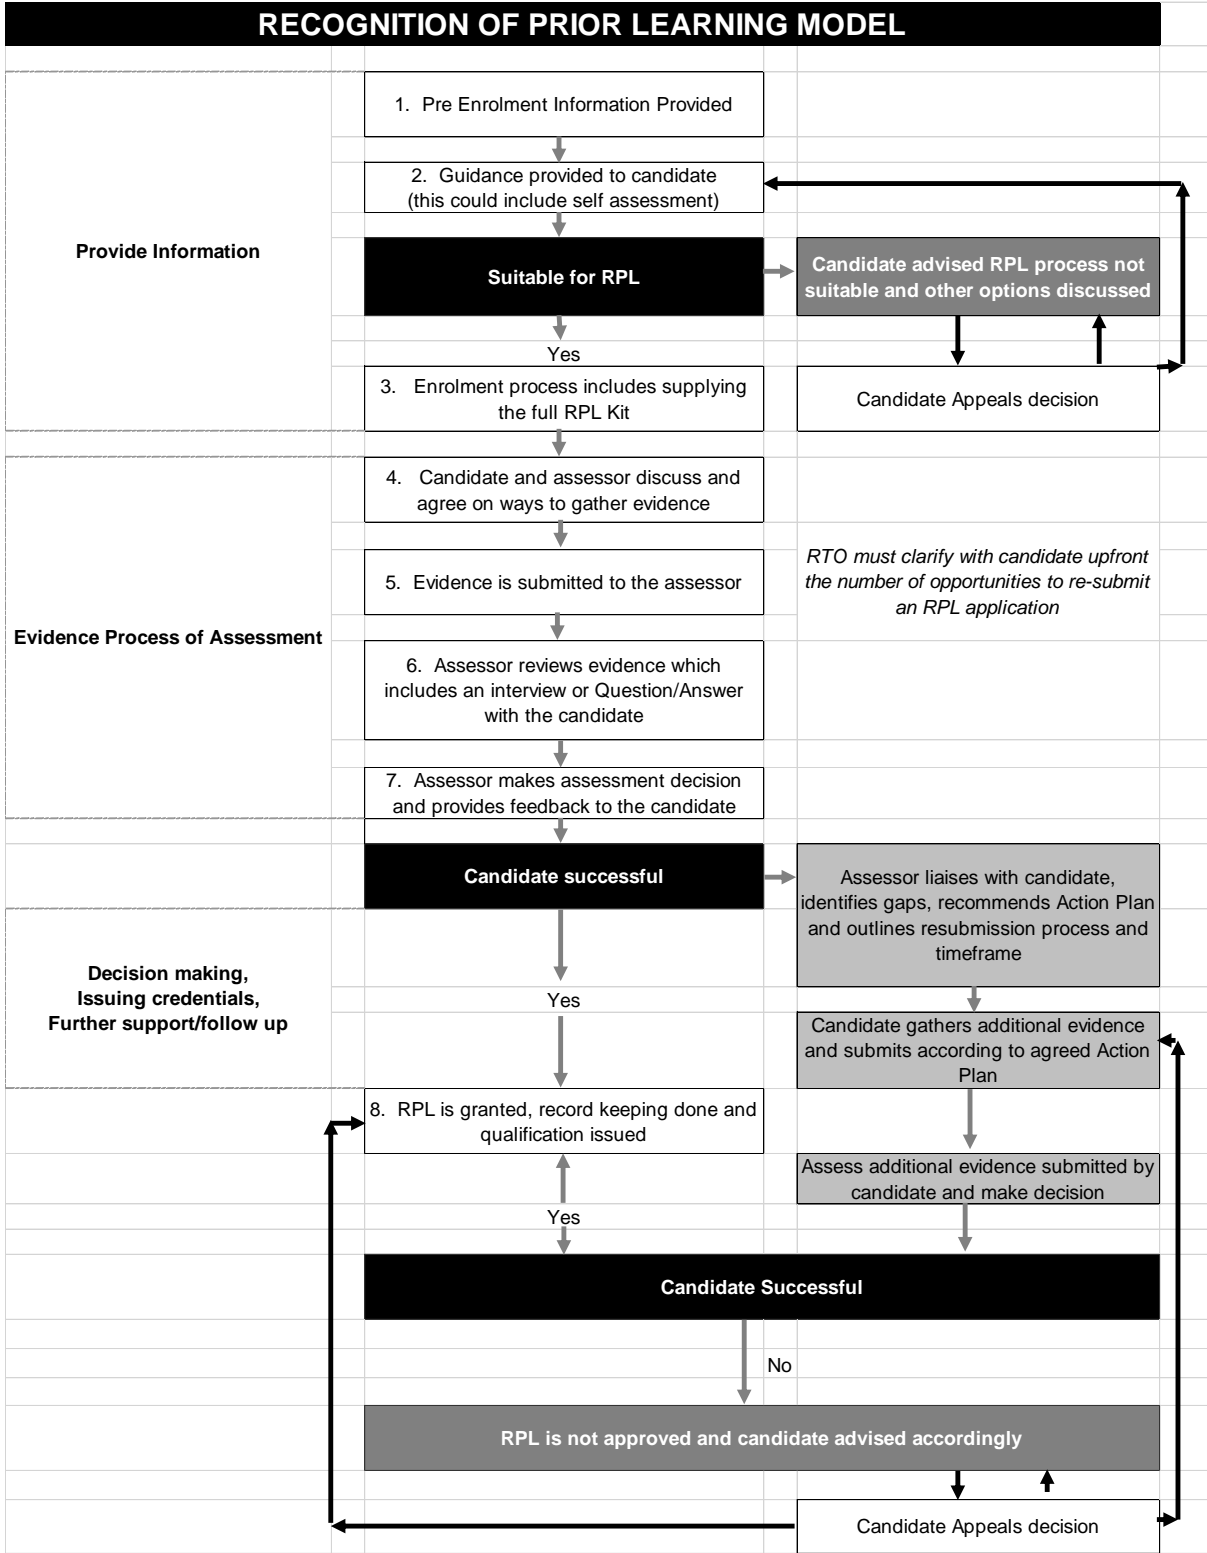 RECOGNITION OF PRIOR LEARNING MODEL
1. Pre Enrolment Information Provided
2. Guidance provided to candidate
(this could include self assessment)
Provide Information
Suitable for RPL
Candidate advised RPL process not
suitable and other options discussed
Yes
3. Enrolment process includes supplying
the full RPL Kit
Candidate Appeals decision
4. Candidate and assessor discuss and
agree on ways to gather evidence
5. Evidence is submitted to the assessor
RTO must clarify with candidate upfront
the number of opportunities to re-submit
an RPL application
Evidence Process of Assessment
6. Assessor reviews evidence which
includes an interview or Question/Answer
with the candidate
7. Assessor makes assessment decision
and provides feedback to the candidate
Candidate successful
Assessor liaises with candidate,
identifies gaps, recommends Action Plan
and outlines resubmission process and
timeframe
Decision making,
Issuing credentials,
Further support/follow up
Yes
Candidate gathers additional evidence
and submits according to agreed Action
Plan
8. RPL is granted, record keeping done and
qualification issued
Assess additional evidence submitted by
candidate and make decision
Yes
Candidate Successful
No
RPL is not approved and candidate advised accordingly
Candidate Appeals decision